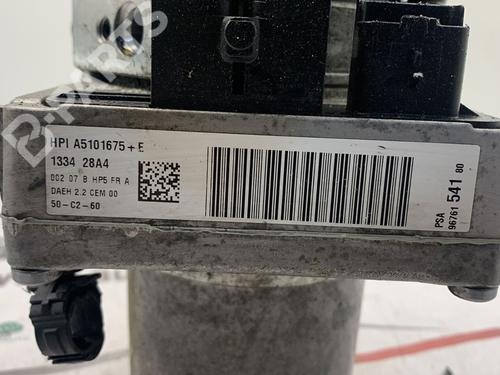 B-PARTS
HPI A5101675+E
1334 28A4
002 07 B HP5 FR A
DAEH 2.2 CEM 00
50-C2-60
PSA
96761 541 80